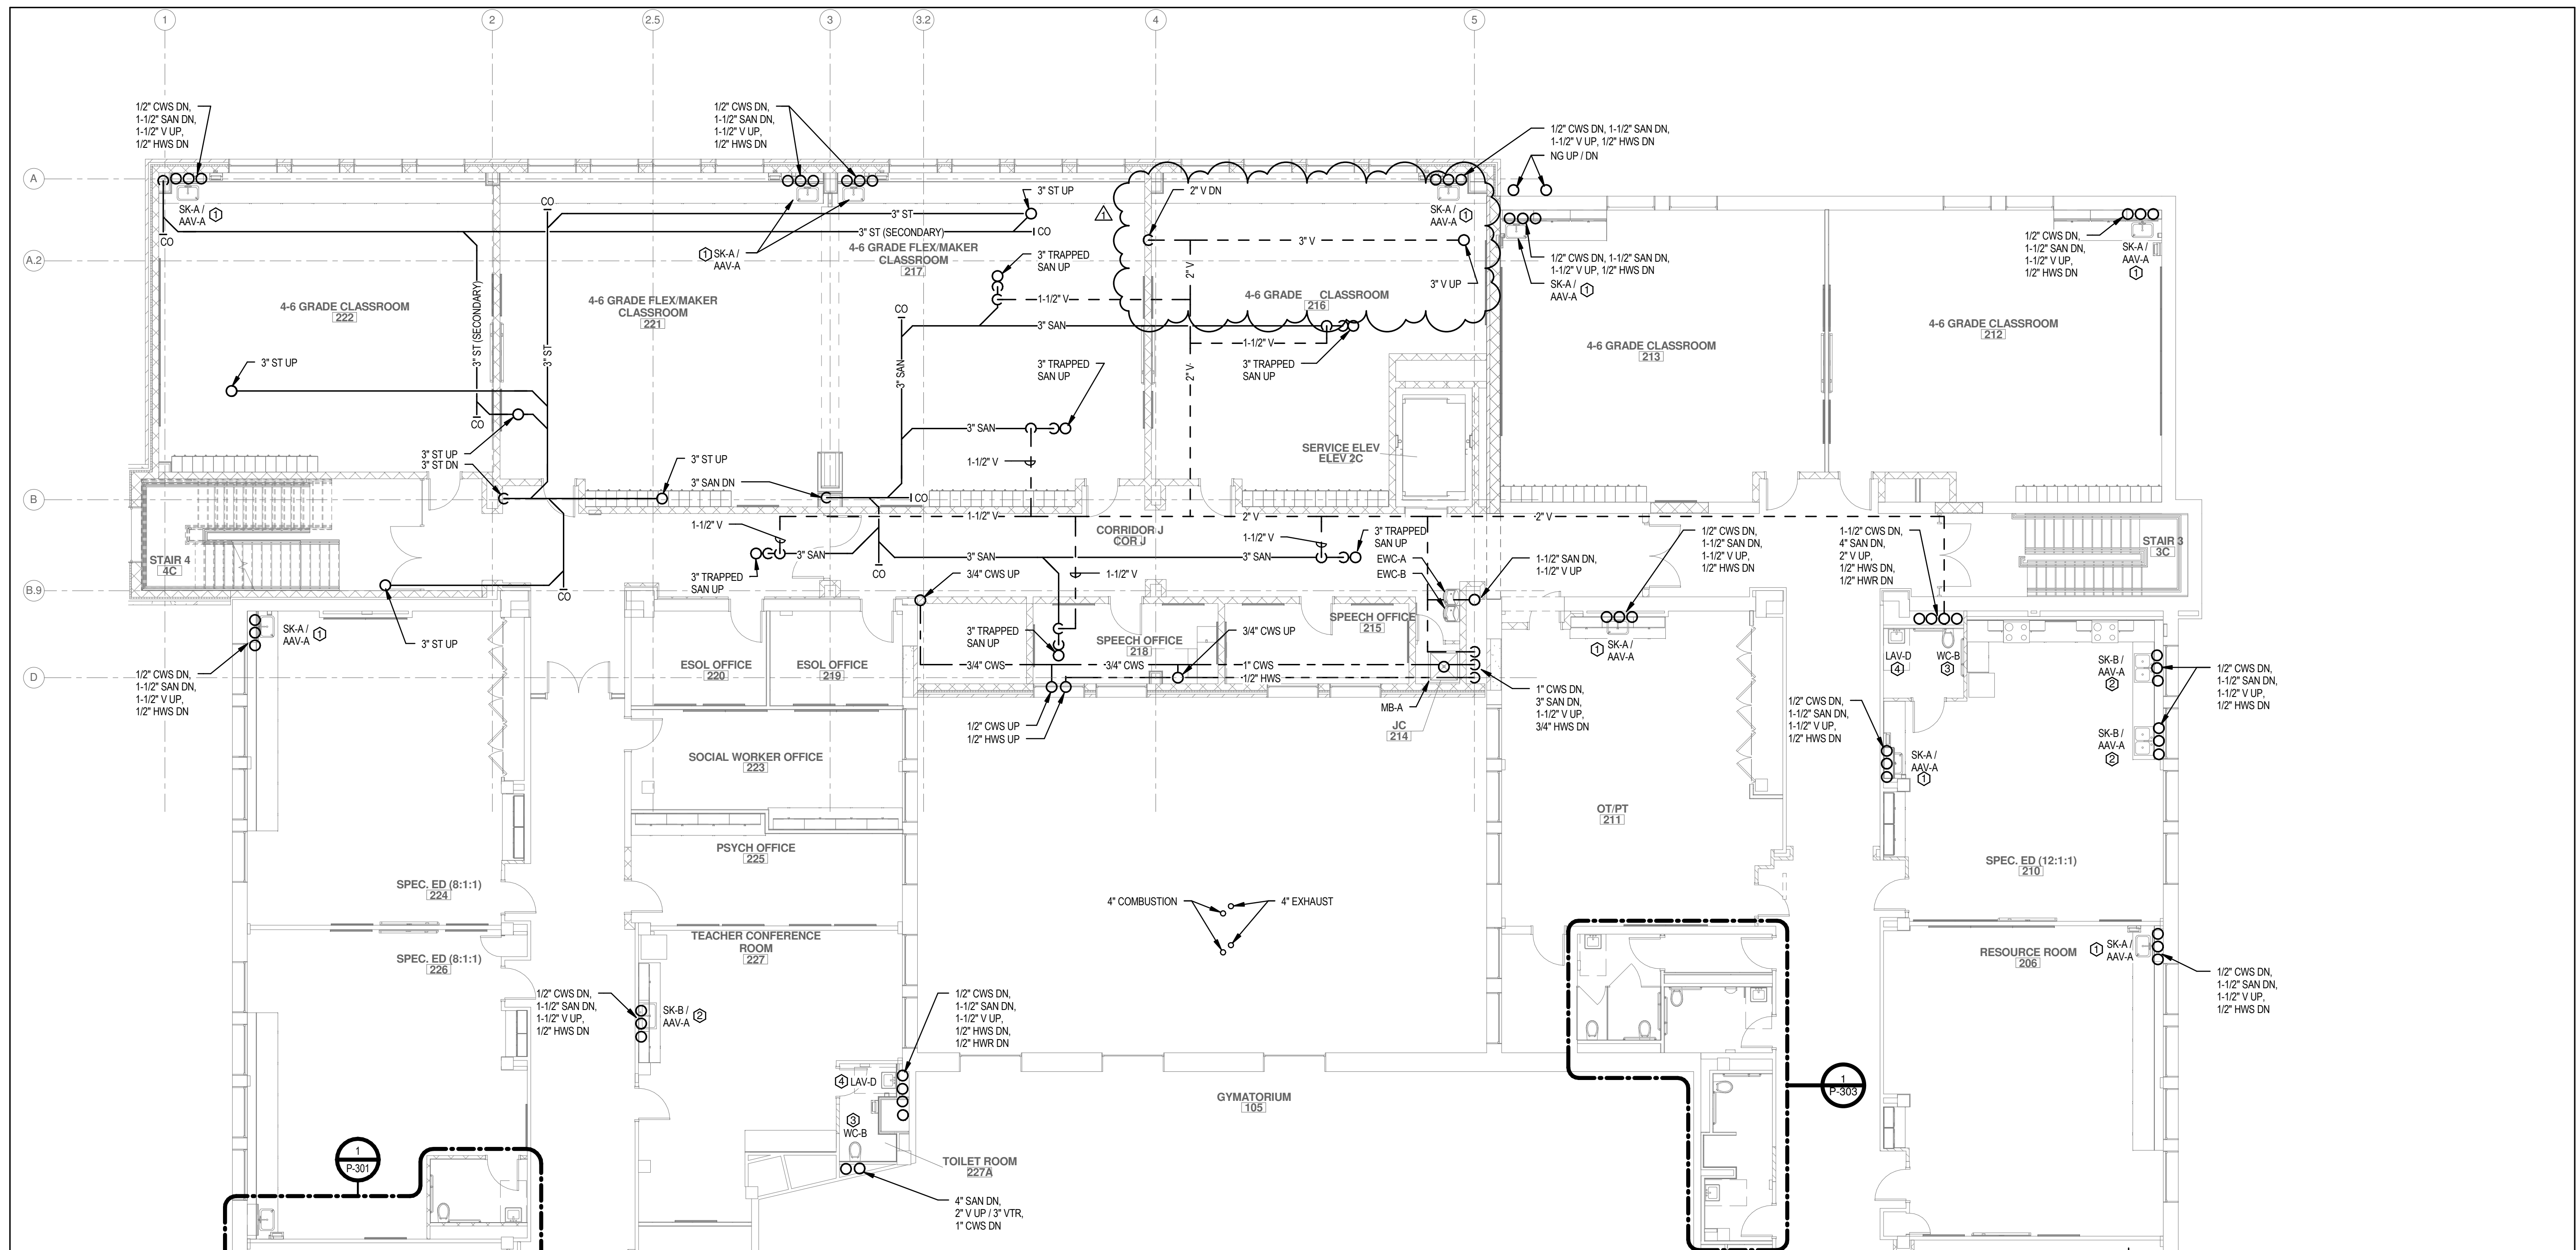 1
2
2.5
3
3.2
4
5
A
A.2
B
B.9
D
1/2" CWS DN,
1-1/2" SAN DN,
1-1/2" V UP,
1/2" HWS DN
1/2" CWS DN,
1-1/2" SAN DN,
1-1/2" V UP,
1/2" HWS DN
1/2" CWS DN, 1-1/2" SAN DN,
1-1/2" V UP, 1/2" HWS DN
NG UP / DN
SK-A /
AAV-A
1
CO
CO
3" ST
3" ST UP
3" ST (SECONDARY)
CO
1
2" V DN
3" V
2" V
3" V UP
SK-A /
AAV-A
1
1/2" CWS DN, 1-1/2" SAN DN,
1-1/2" V UP, 1/2" HWS DN
SK-A /
AAV-A
1
1/2" CWS DN,
1-1/2" SAN DN,
1-1/2" V UP,
1/2" HWS DN
SK-A /
AAV-A
1
1
SK-A /
AAV-A
4-6 GRADE FLEX/MAKER
CLASSROOM
217
3" TRAPPED
SAN UP
1-1/2" V
4-6 GRADE CLASSROOM
222
3" ST (SECONDARY)
3" ST
4-6 GRADE FLEX/MAKER
CLASSROOM
221
4-6 GRADE CLASSROOM
216
4-6 GRADE CLASSROOM
213
4-6 GRADE CLASSROOM
212
CO
3" SAN
3" SAN
1-1/2" V
2" V
3" TRAPPED
SAN UP
3" TRAPPED
SAN UP
3" ST UP
CO
3" SAN
1-1/2" V
SERVICE ELEV
ELEV 2C
3" ST UP
3" ST DN
3" ST UP
3" SAN DN
CO
1-1/2" V
2" V
2" V
1-1/2" V
3" SAN
3" TRAPPED
SAN UP
CO
3" SAN
CORRIDOR J
COR J
3" SAN
1-1/2" V
1-1/2" V
3" TRAPPED
SAN UP
EWC-A
EWC-B
1-1/2" SAN DN,
1-1/2" V UP
1/2" CWS DN,
1-1/2" SAN DN,
1-1/2" V UP,
1/2" HWS DN
1-1/2" CWS DN,
4" SAN DN,
2" V UP,
1/2" HWS DN,
1/2" HWR DN
STAIR 4
4C
STAIR 3
3C
CO
3/4" CWS UP
3" ST UP
SK-A /
AAV-A
1
1/2" CWS DN,
1-1/2" SAN DN,
1-1/2" V UP,
1/2" HWS DN
ESOL OFFICE
220
ESOL OFFICE
219
3" TRAPPED
SAN UP
SPEECH OFFICE
218
3/4" CWS UP
SPEECH OFFICE
215
3/4" CWS
3/4" CWS
1" CWS
1/2" HWS
1/2" CWS UP
1/2" HWS UP
MB-A
JC
214
1" CWS DN,
3" SAN DN,
1-1/2" V UP,
3/4" HWS DN
1
SK-A /
AAV-A
LAV-D
4
WC-B
3
SK-B /
AAV-A
2
SK-B /
AAV-A
2
1/2" CWS DN,
1-1/2" SAN DN,
1-1/2" V UP,
1/2" HWS DN
1/2" CWS DN,
1-1/2" SAN DN,
1-1/2" V UP,
1/2" HWS DN
SK-A /
AAV-A
1
SOCIAL WORKER OFFICE
223
PSYCH OFFICE
225
OT/PT
211
SPEC. ED (12:1:1)
210
SPEC. ED (8:1:1)
224
4" COMBUSTION
4" EXHAUST
SPEC. ED (8:1:1)
226
TEACHER CONFERENCE
ROOM
227
RESOURCE ROOM
206
1
SK-A /
AAV-A
1/2" CWS DN,
1-1/2" SAN DN,
1-1/2" V UP,
1/2" HWS DN
1/2" CWS DN,
1-1/2" SAN DN,
1-1/2" V UP,
1/2" HWS DN
SK-B /
AAV-A
2
1/2" CWS DN,
1-1/2" SAN DN,
1-1/2" V UP,
1/2" HWS DN,
1/2" HWR DN
4
LAV-D
3
WC-B
GYMATORIUM
105
1
P-303
1
P-301
TOILET ROOM
227A
4" SAN DN,
2" V UP / 3" VTR,
1" CWS DN